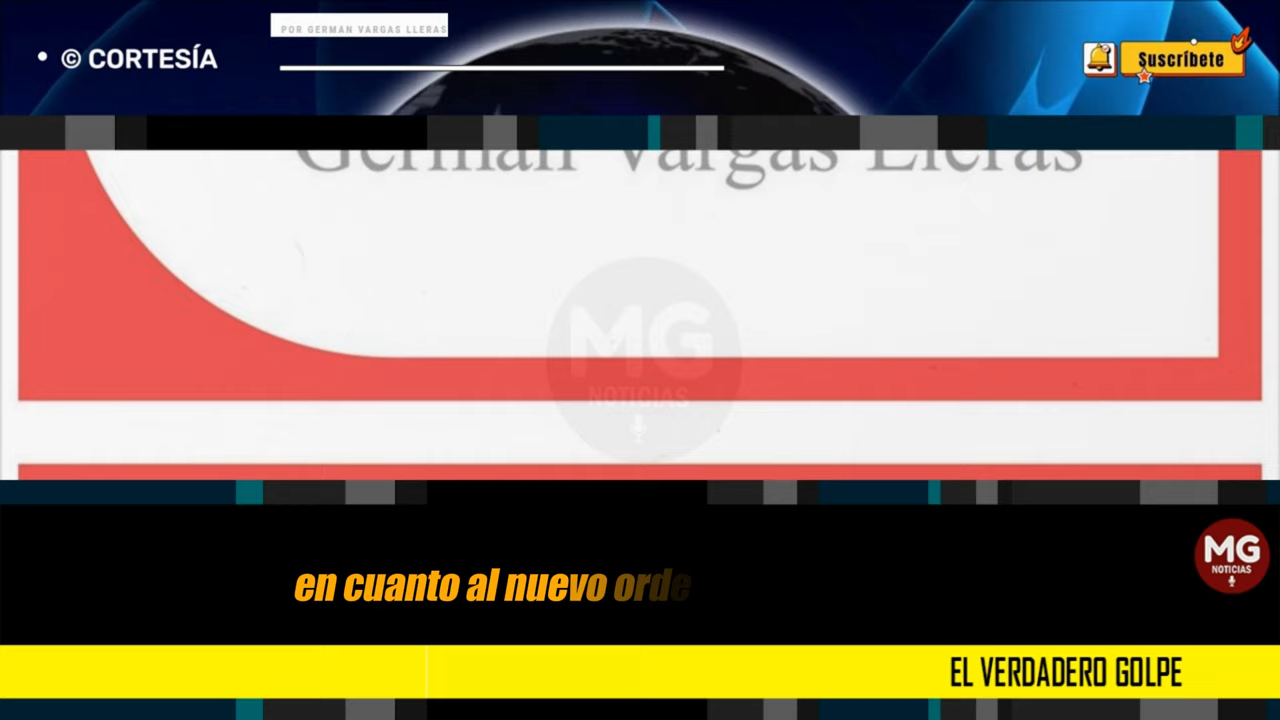 POR GERMAN VARGAS LLERAS
• © CORTESÍA
Suscríbete
Germán Vargas Lleras
MG
NOTICIAS
en cuanto al nuevo orde
MG
NOTICIAS
EL VERDADERO GOLPE